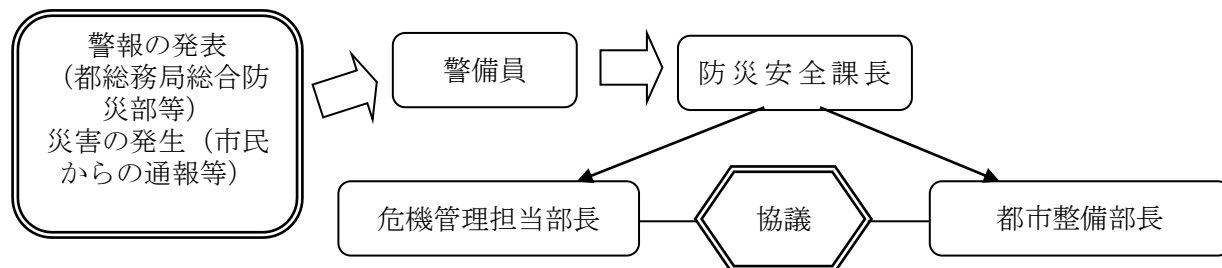 警報の発表
（都総務局総合防
災部等）
災害の発生（市民
からの通報等）
警備員
防災安全課長
危機管理担当部長
協議
都市整備部長